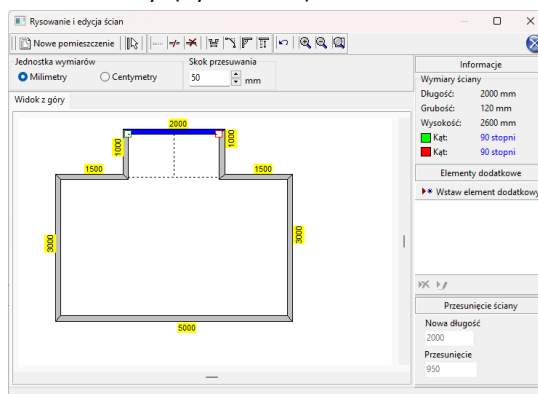 Rysowanie i edycja ścian
Nowe pomieszczenie
Jednostka wymiarów
Milimetry
Centymetry
Skok przesuwania
50
mm
Widok z góry
2000
1000
1000
1500
1500
3000
3000
5000
Informacje
Wymiary ściany
Długość: 2000 mm
Grubość: 120 mm
Wysokość: 2600 mm
Kąt: 90 stopni
Kąt: 90 stopni
Elementy dodatkowe
Wstaw element dodatkowy
Przesunięcie ściany
Nowa długość
2000
Przesunięcie
950